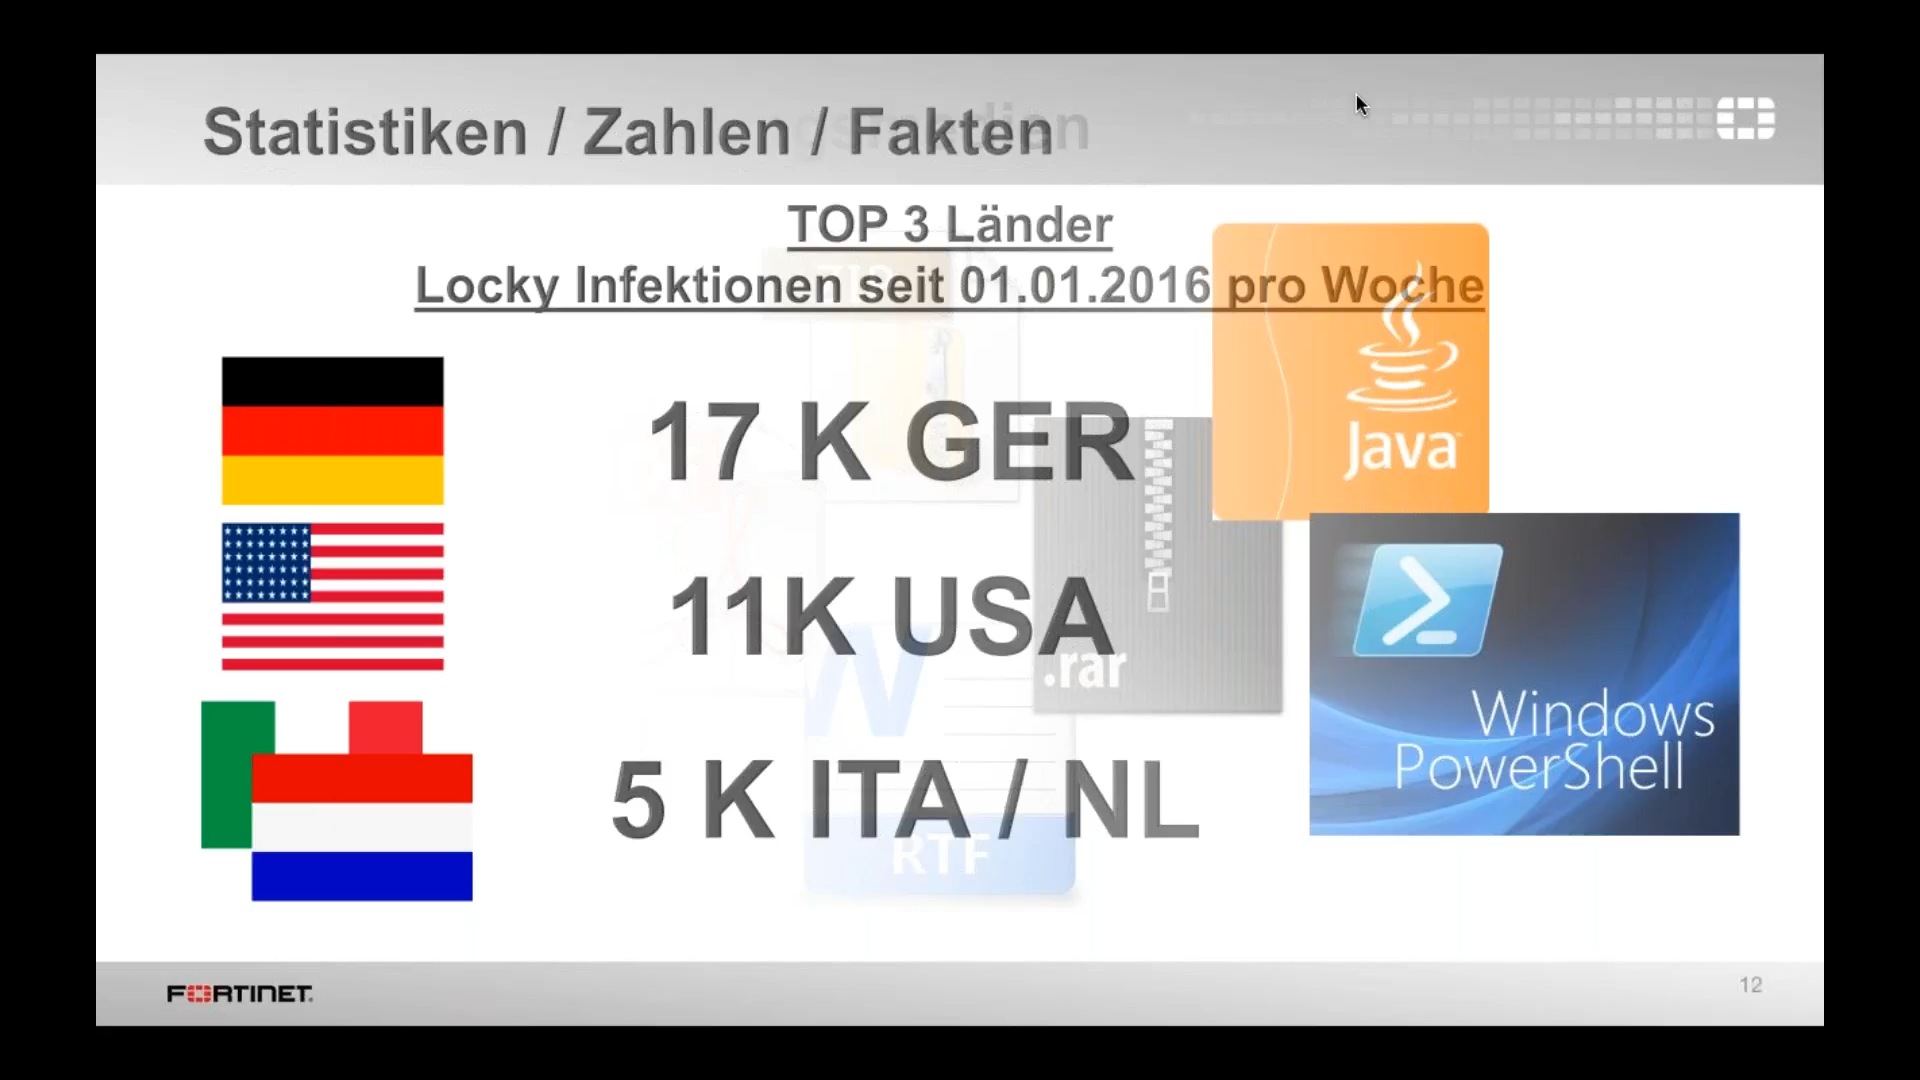 Statistiken / Zahlen / Fakten
TOP 3 Länder
Locky Infektionen seit 01.01.2016 pro Woche
17 K GER
11K USA
5 K ITA / NL
Java
.rar
W
RTF
Windows
PowerShell
FORTINET
12